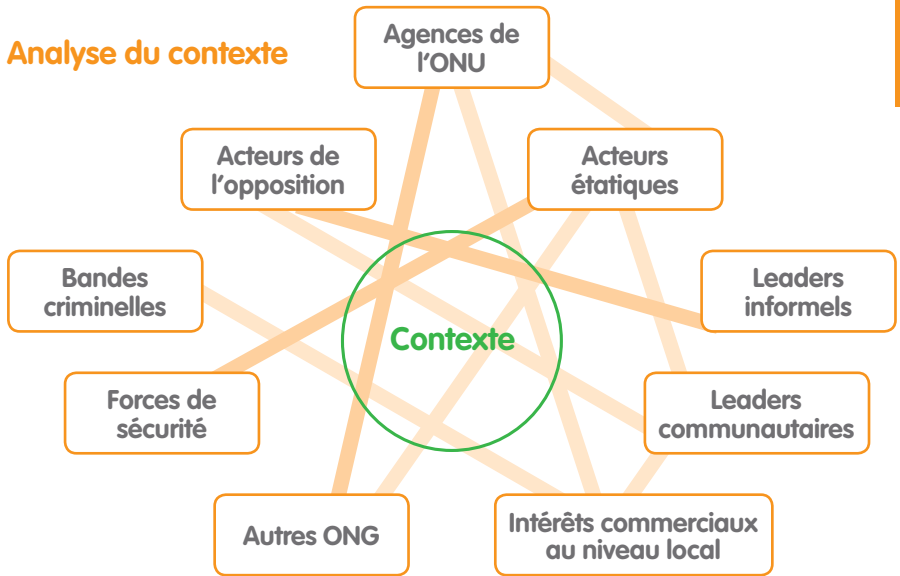 Analyse du contexte
Agences de
l'ONU
Acteurs de
l'opposition
Acteurs
étatiques
Bandes
criminelles
Leaders
informels
Contexte
Forces de
sécurité
Leaders
communautaires
Autres ONG
Intérêts commerciaux
au niveau local